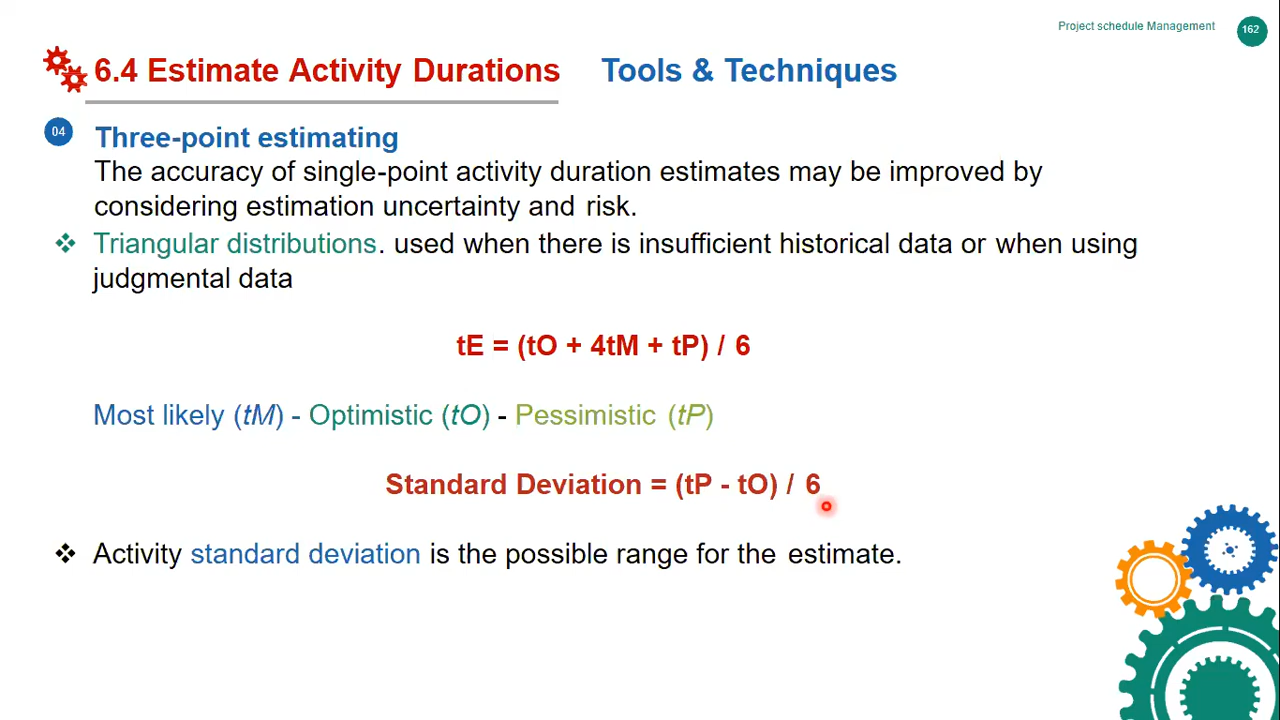 Project schedule Management
162
6.4 Estimate Activity Durations Tools & Techniques
04
Three-point estimating
The accuracy of single-point activity duration estimates may be improved by
considering estimation uncertainty and risk.
❖ Triangular distributions. used when there is insufficient historical data or when using
judgmental data
tE = (tO + 4tM + tP) / 6
Most likely (tM) - Optimistic (tO) - Pessimistic (tP)
Standard Deviation = (tP - tO) / 6
❖ Activity standard deviation is the possible range for the estimate.